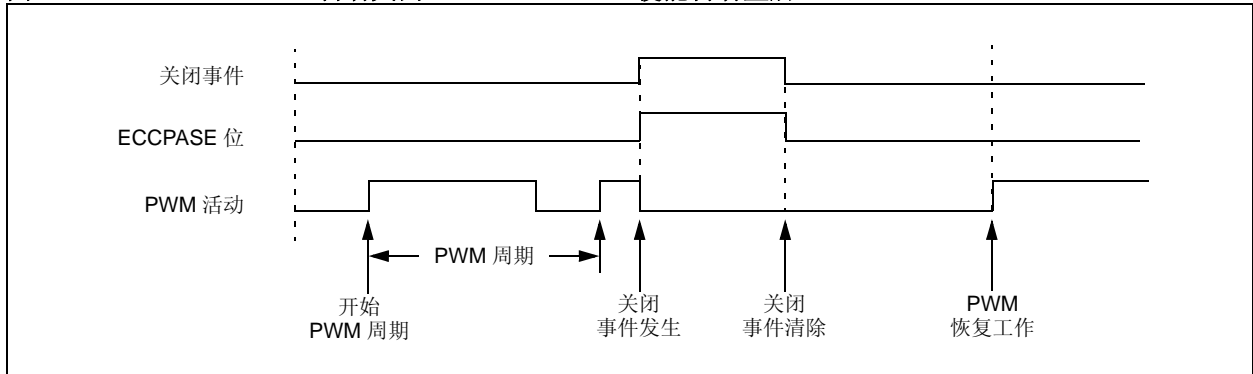 关闭事件
ECCPASE 位
PWM 活动
PWM 周期
开始
PWM 周期
关闭
事件发生
关闭
事件清除
PWM
恢复工作